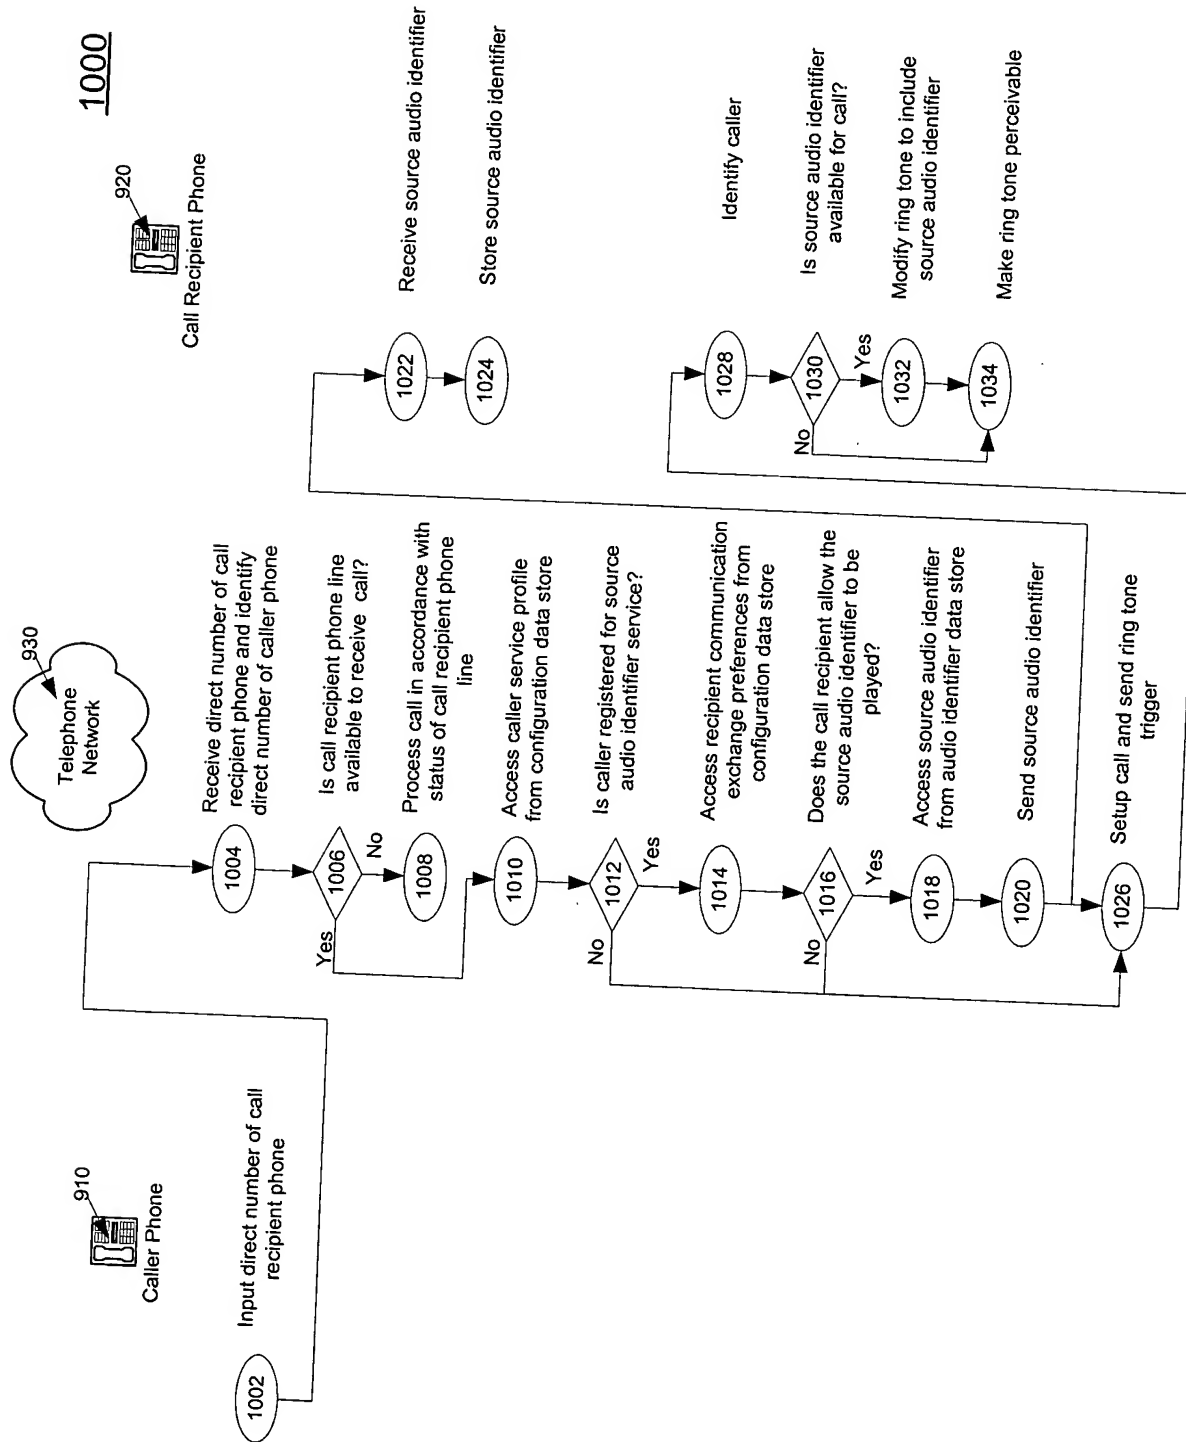 1000
910
Caller Phone
930
Telephone
Network
920
Call Recipient Phone
1002
Input direct number of call
recipient phone
1004
Receive direct number of call
recipient phone and identify
direct number of caller phone
1006
Is call recipient phone line
available to receive call?
Yes
No
1008
Process call in accordance with
status of call recipient phone
line
1010
Access caller service profile
from configuration data store
1012
Is caller registered for source
audio identifier service?
No
Yes
1014
Access recipient communication
exchange preferences from
configuration data store
1016
Does the call recipient allow the
source audio identifier to be
played?
No
Yes
1018
Access source audio identifier
from audio identifier data store
1020
Send source audio identifier
1026
Setup call and send ring tone
trigger
1022
Receive source audio identifier
1024
Store source audio identifier
1028
Identify caller
1030
Is source audio identifier
available for call?
No
Yes
1032
Modify ring tone to include
source audio identifier
1034
Make ring tone perceivable